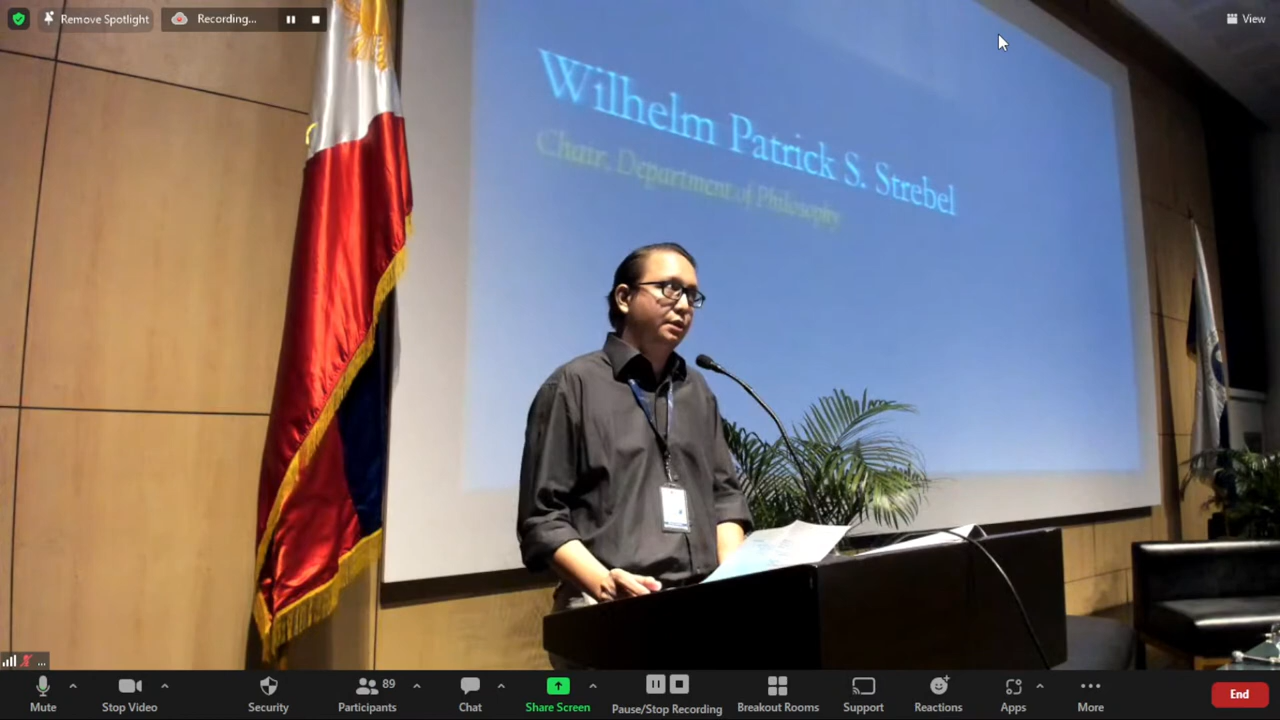 Remove Spotlight
Recording...
View
Wilhelm Patrick S. Strebel
Chair, Department of Philosophy
...
Mute
Stop Video
Security
89
Participants
Chat
Share Screen
Pause/Stop Recording
Breakout Rooms
Support
Reactions
Apps
More
End